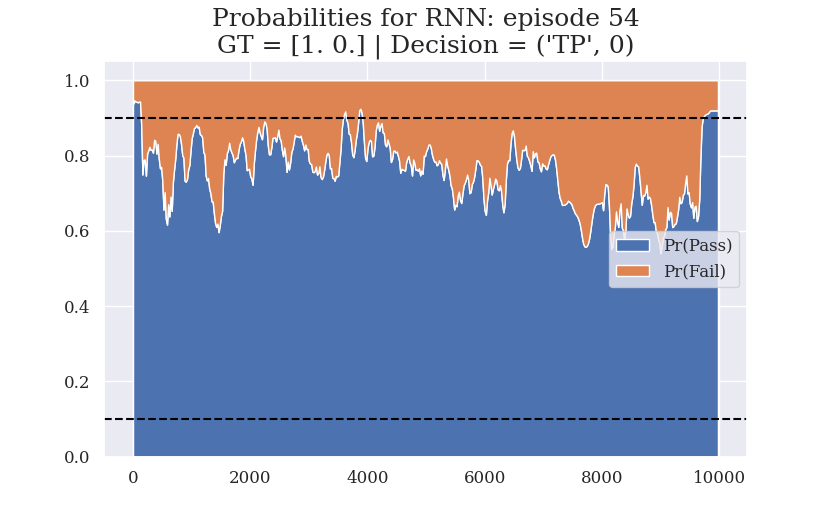 Probabilities for RNN: episode 54
GT = [1. 0.] | Decision = ('TP', 0)
1.0
0.8
0.6
0.4
0.2
0.0
Pr(Pass)
Pr(Fail)
0 2000 4000 6000 8000 10000